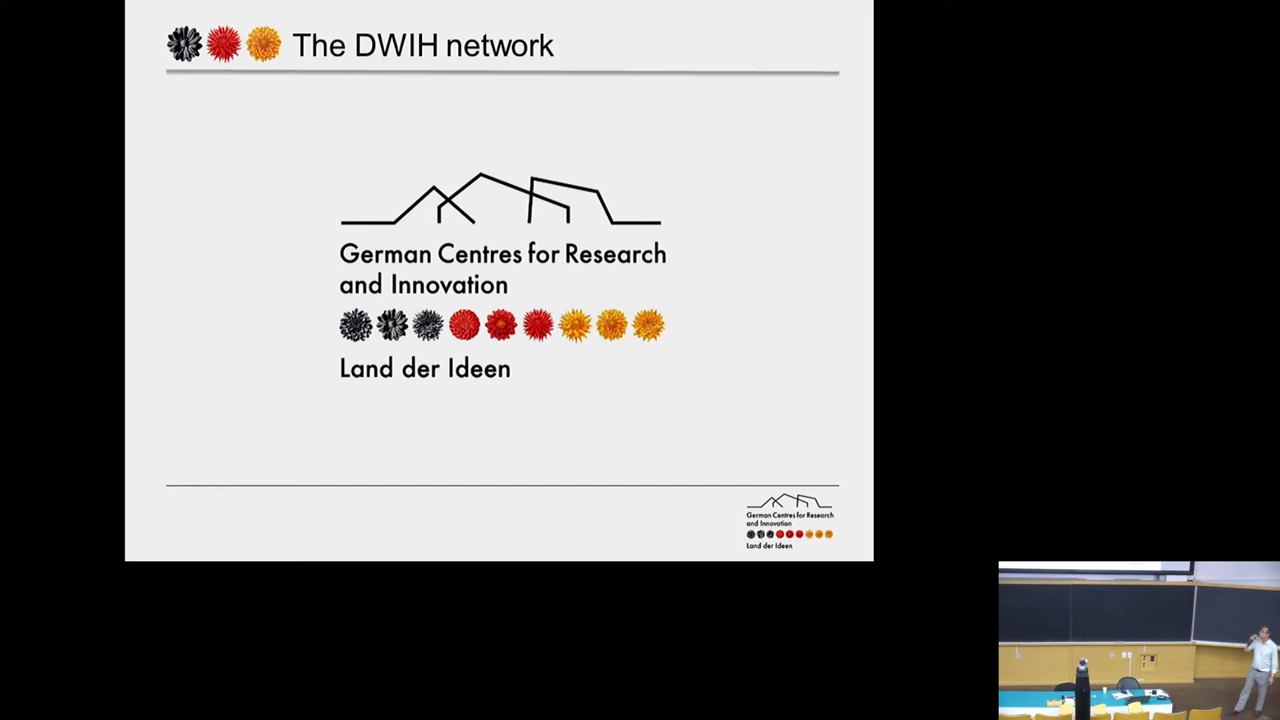 The DWIH network
German Centres for Research
and Innovation
Land der Ideen
German Centres for Research
and Innovation
Land der Ideen